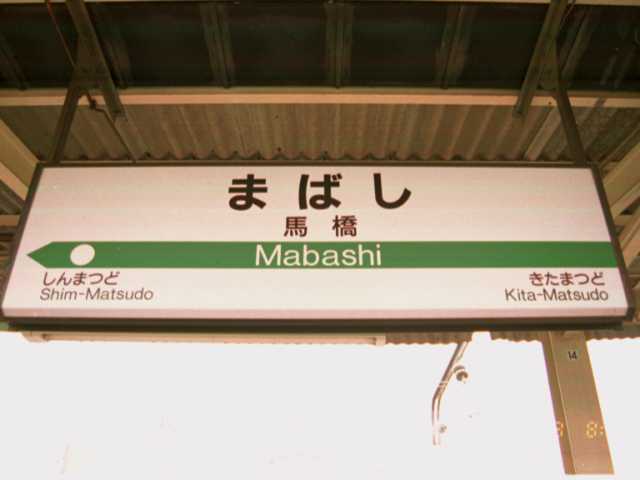 まばし
馬橋
Mabashi
しんまつど
Shim-Matsudo
きたまつど
Kita-Matsudo
14